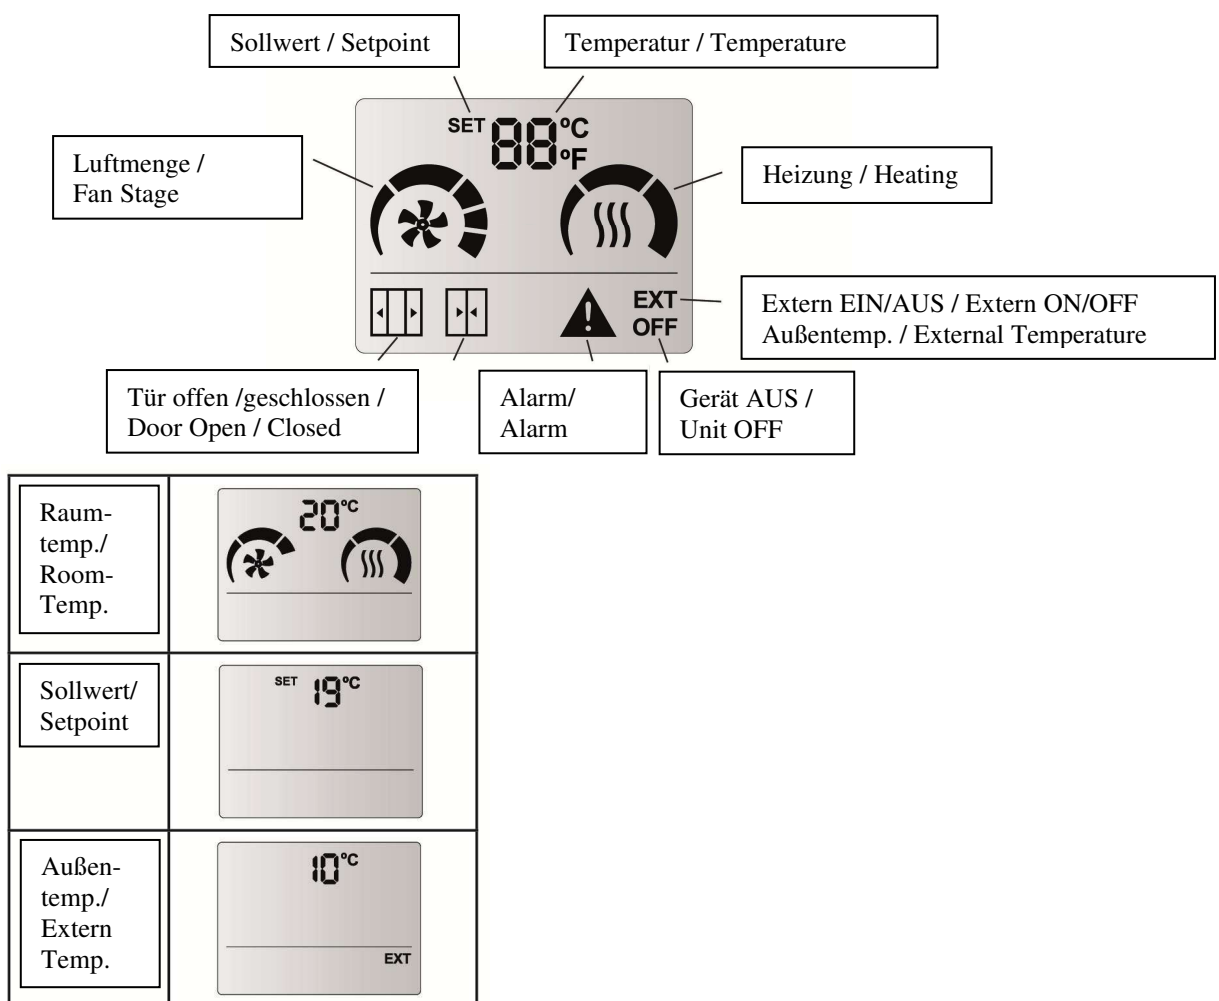 Sollwert / Setpoint
Temperatur / Temperature
SET 88 °C
°F
Luftmenge /
Fan Stage
Heizung / Heating
EXT
OFF
Extern EIN/AUS / Extern ON/OFF
Außentemp. / External Temperature
Tür offen /geschlossen /
Door Open / Closed
Alarm/
Alarm
Gerät AUS /
Unit OFF
Raum-
temp./
Room-
Temp.
20°C
Sollwert/
Setpoint
SET 19°C
Außen-
temp./
Extern
Temp.
10°C
EXT